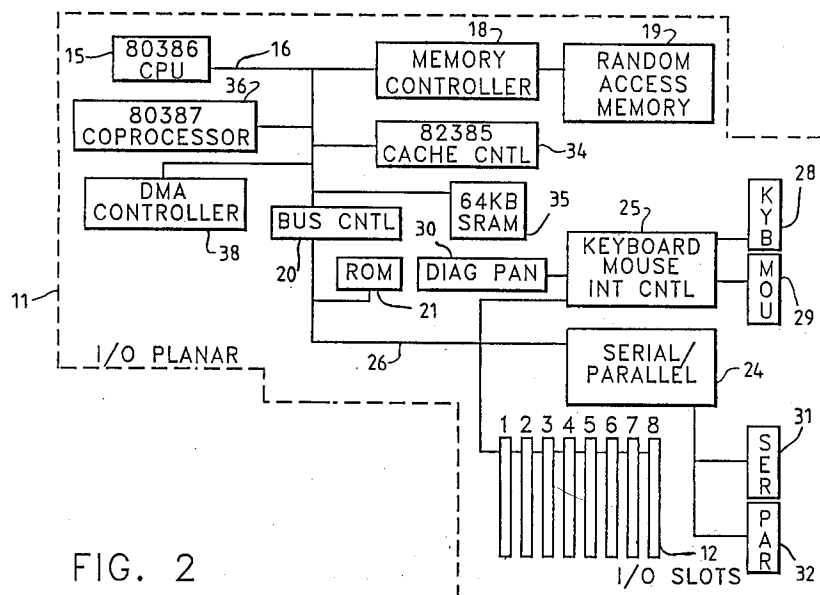 15
80386
CPU
16
18
MEMORY
CONTROLLER
19
RANDOM
ACCESS
MEMORY
36
80387
COPROCESSOR
82385
CACHE CNTL
34
DMA
CONTROLLER
38
64KB
SRAM
35
BUS CNTL
20
ROM
21
30
DIAG PAN
25
KEYBOARD
MOUSE
INT CNTL
KYB
28
MOU
29
11
I/O PLANAR
26
SERIAL/
PARALLEL
24
1 2 3 4 5 6 7 8
12
I/O SLOTS
SER
31
PAR
32
FIG. 2